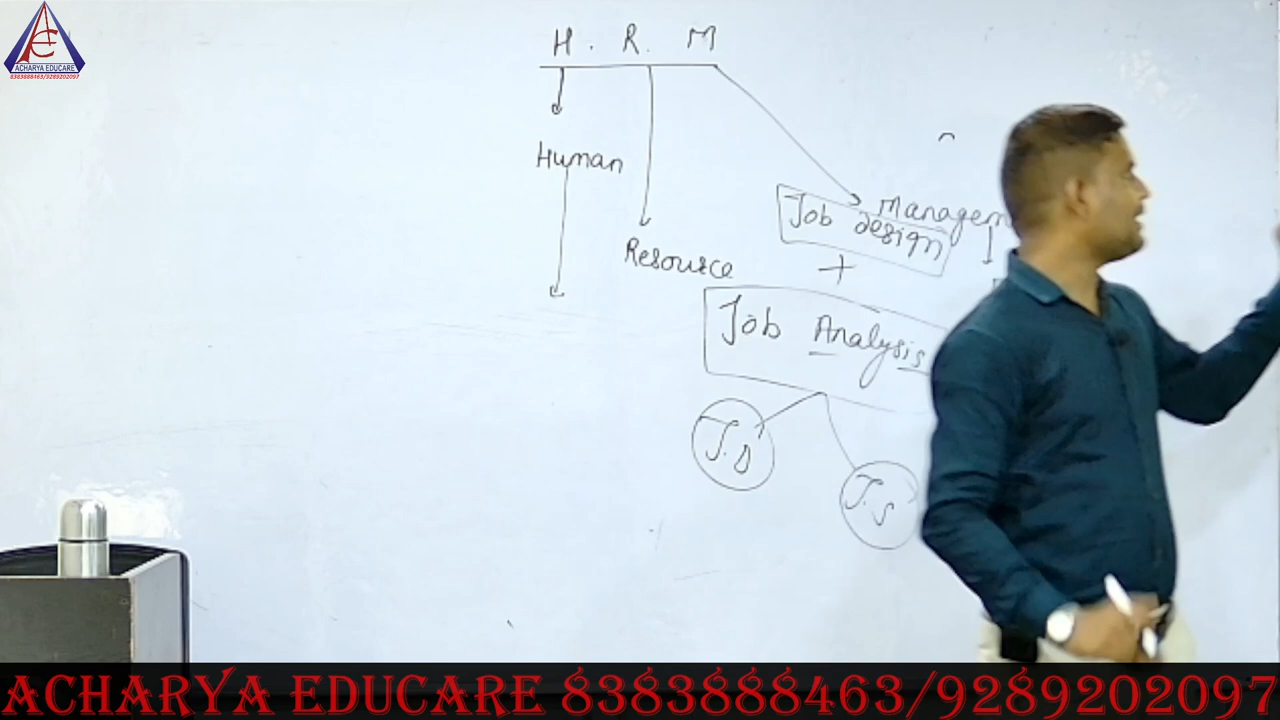 ACHARYA EDUCARE
8383888463/9289202097
H. R. M
Human
Managem
Job design
Resource
+
Job Analysis
J.D
J.S
ACHARYA EDUCARE 8383888463/9289202097